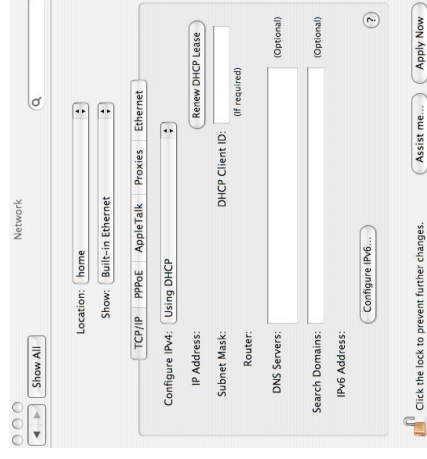 Network
Show All
Location: home
Show: Built-in Ethernet
TCP/IP PPPoE AppleTalk Proxies Ethernet
Configure IPv4: Using DHCP
IP Address: Renew DHCP Lease
Subnet Mask: DHCP Client ID:
(If required)
Router:
DNS Servers: (Optional)
Search Domains: (Optional)
IPv6 Address:
Configure IPv6... ?
Click the lock to prevent further changes. Assist me... Apply Now